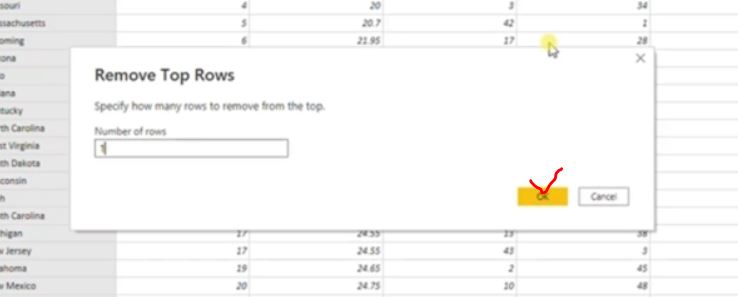 souri 4 20 3 34
ssachusetts 5 20.7 42 1
oming 6 21.95 17 28
Remove Top Rows
Specify how many rows to remove from the top.
Number of rows
1
OK Cancel
ona
o
iana
tucky
th Carolina
st Virginia
th Dakota
consin
h
th Carolina
higan 17 24.55 13 38
v Jersey 17 24.55 43 3
ahoma 19 24.65 2 45
v Mexico 20 24.75 10 48